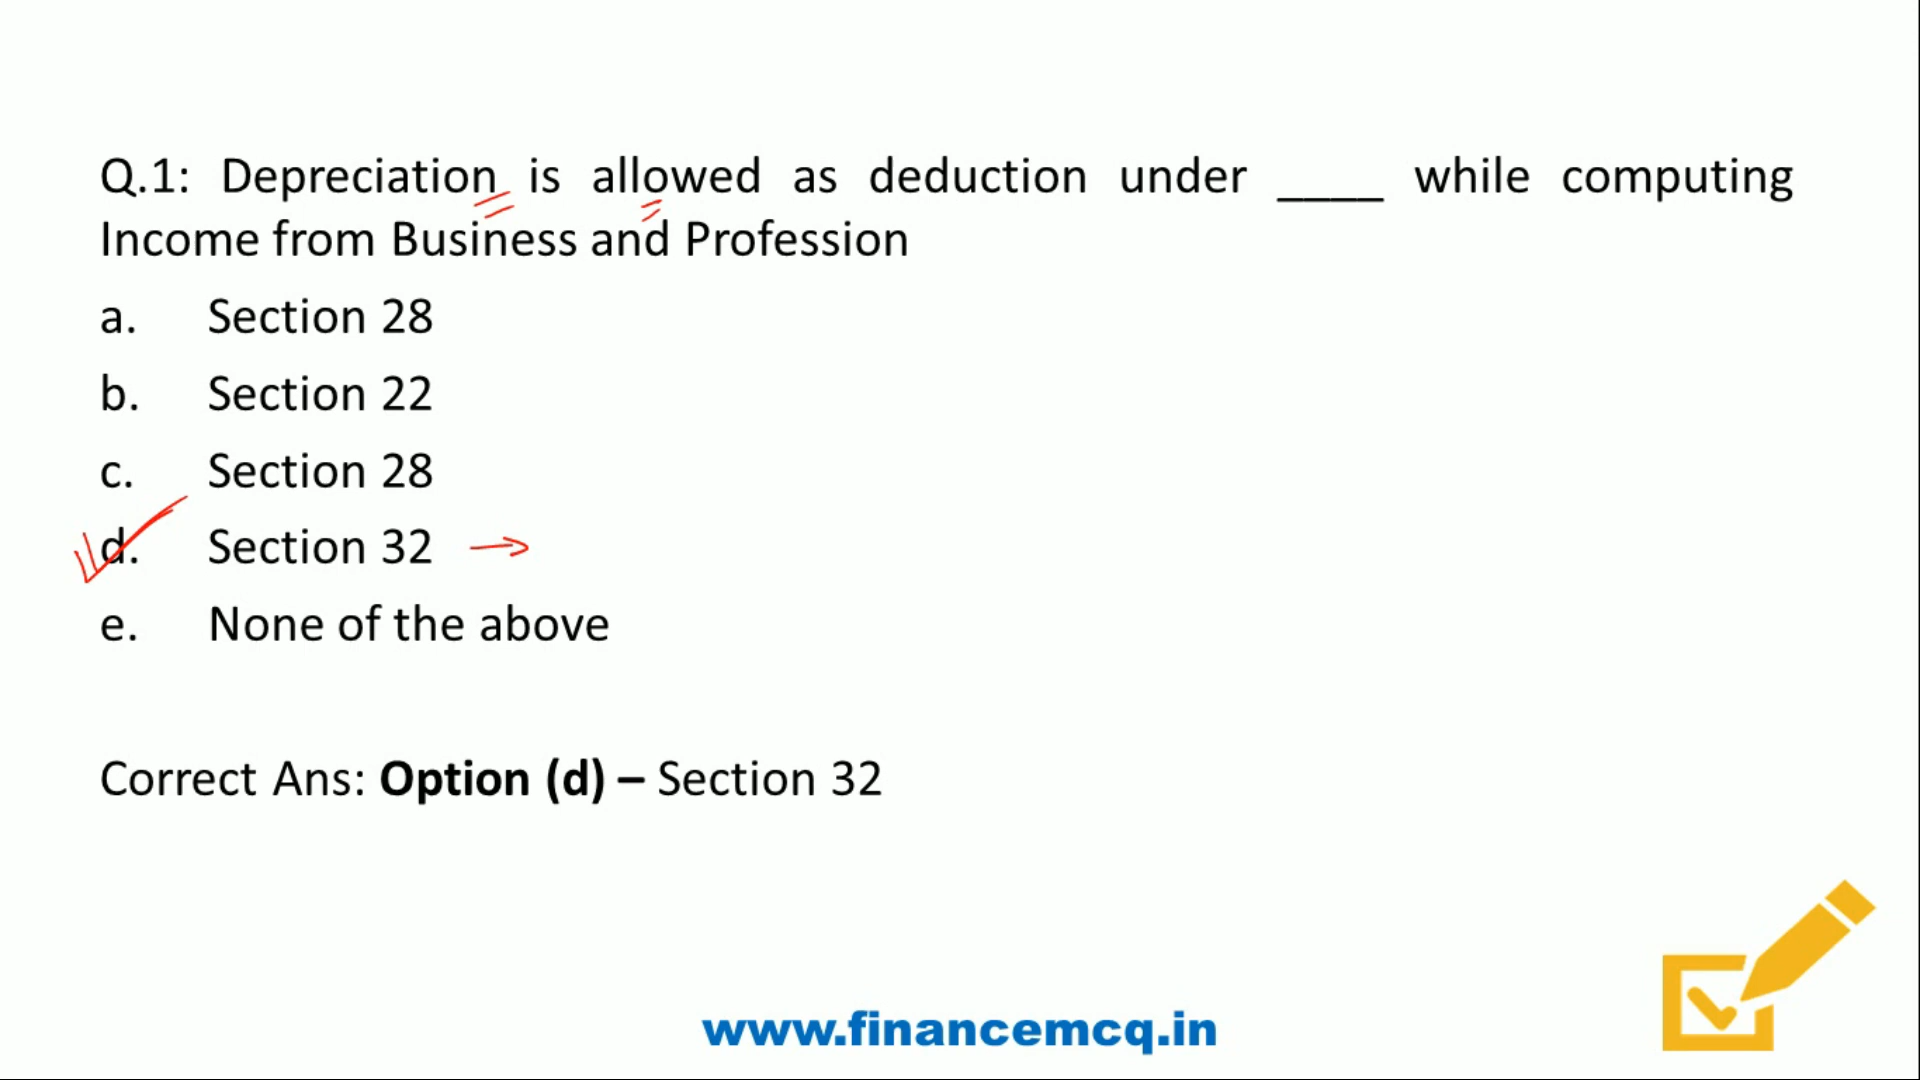 Q.1: Depreciation is allowed as deduction under ____ while computing
Income from Business and Profession
a. Section 28
b. Section 22
c. Section 28
d. Section 32
e. None of the above
Correct Ans: Option (d) – Section 32
www.financemcq.in